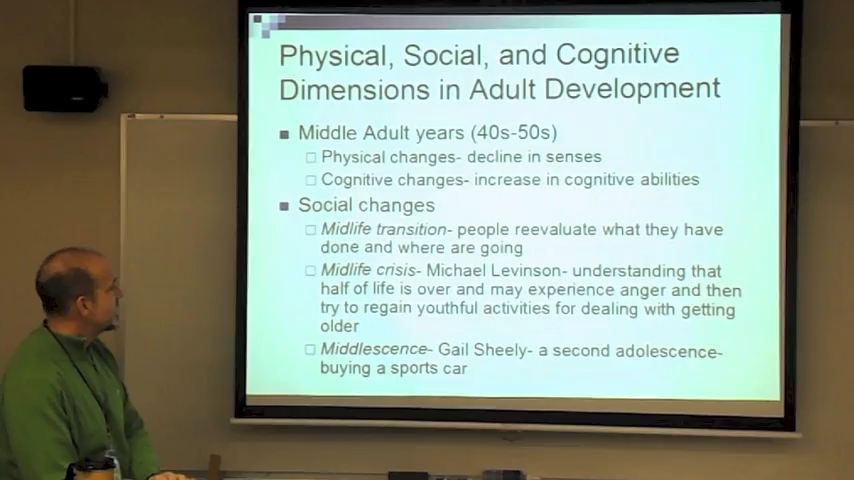 Physical, Social, and Cognitive
Dimensions in Adult Development
Middle Adult years (40s-50s)
Physical changes- decline in senses
Cognitive changes- increase in cognitive abilities
Social changes
Midlife transition- people reevaluate what they have
done and where are going
Midlife crisis- Michael Levinson- understanding that
half of life is over and may experience anger and then
try to regain youthful activities for dealing with getting
older
Middlescence- Gail Sheely- a second adolescence-
buying a sports car